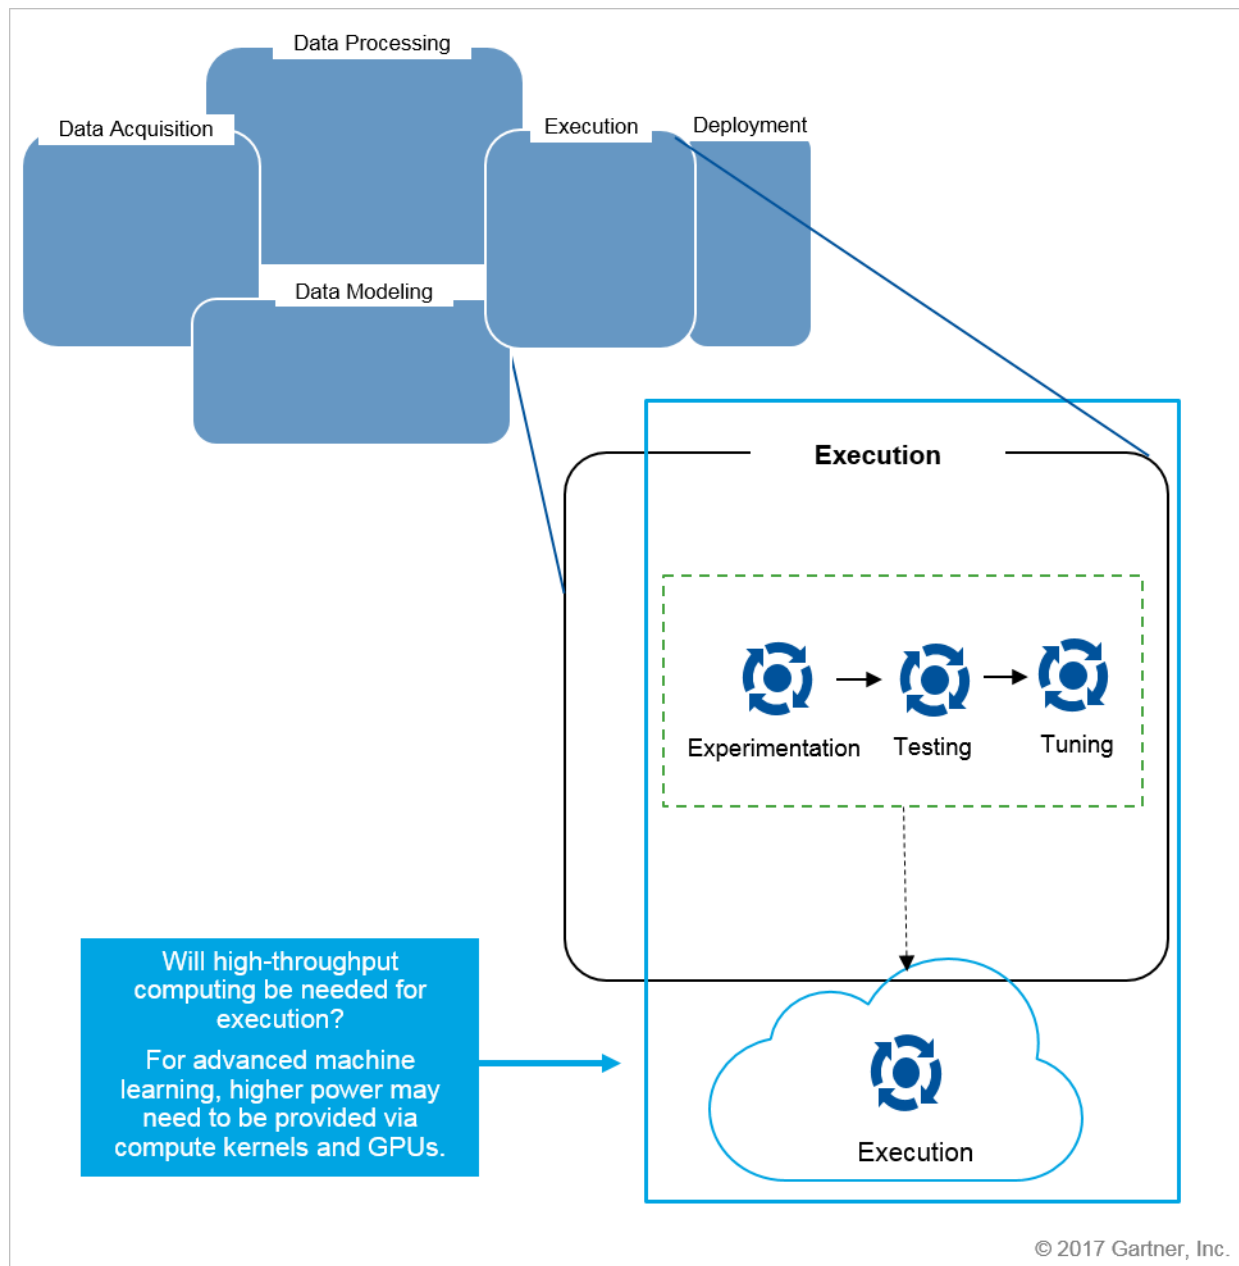 Data Processing
Data Acquisition
Execution
Deployment
Data Modeling
Execution
Experimentation
Testing
Tuning
Will high-throughput
computing be needed for
execution?
For advanced machine
learning, higher power may
need to be provided via
compute kernels and GPUs.
Execution
© 2017 Gartner, Inc.